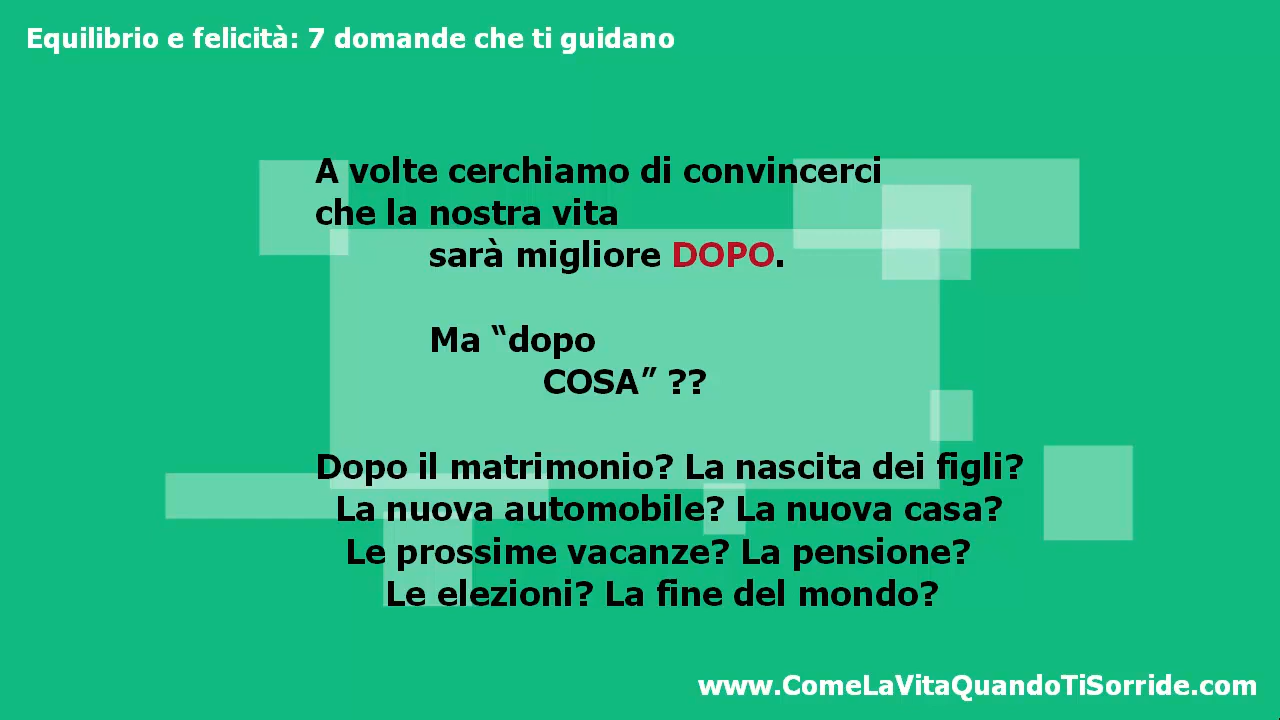 Equilibrio e felicità: 7 domande che ti guidano
A volte cerchiamo di convincerci
che la nostra vita
sarà migliore DOPO.
Ma “dopo
COSA” ??
Dopo il matrimonio? La nascita dei figli?
La nuova automobile? La nuova casa?
Le prossime vacanze? La pensione?
Le elezioni? La fine del mondo?
www.ComeLaVitaQuandoTiSorride.com